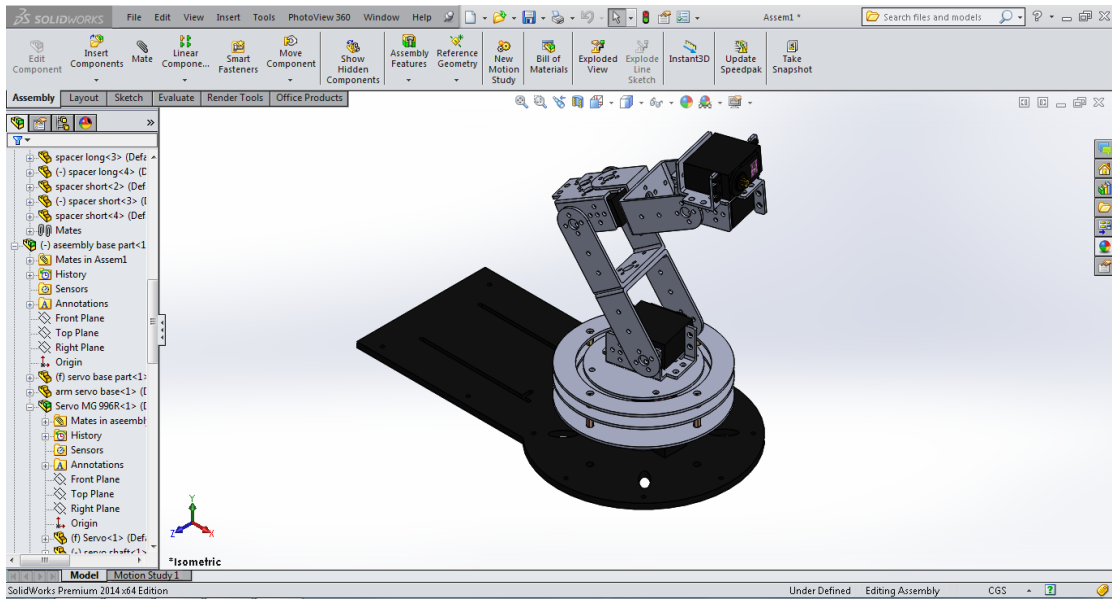 SOLIDWORKS File Edit View Insert Tools PhotoView 360 Window Help Assem1 * Search files and models
Edit Component
Insert Components
Mate
Linear Compone...
Smart Fasteners
Move Component
Show Hidden Components
Assembly Features
Reference Geometry
New Motion Study
Bill of Materials
Exploded View
Explode Line Sketch
Instant3D
Update Speedpak
Take Snapshot
Assembly Layout Sketch Evaluate Render Tools Office Products
spacer long<3> (Defa
(-) spacer long<4> (D
spacer short<2> (Def
(-) spacer short<3> (D
spacer short<4> (Def
Mates
(-) asembly base part<1
Mates in Assem1
History
Sensors
Annotations
Front Plane
Top Plane
Right Plane
Origin
(f) servo base part<1>
arm servo base<1> (D
Servo MG 996R<1> (D
Mates in aseembl
History
Sensors
Annotations
Front Plane
Top Plane
Right Plane
Origin
(f) Servo<1> (Def
(-) servo shaft<1>
Y
Z
X
*Isometric
Model Motion Study 1
SolidWorks Premium 2014 x64 Edition Under Defined Editing Assembly CGS